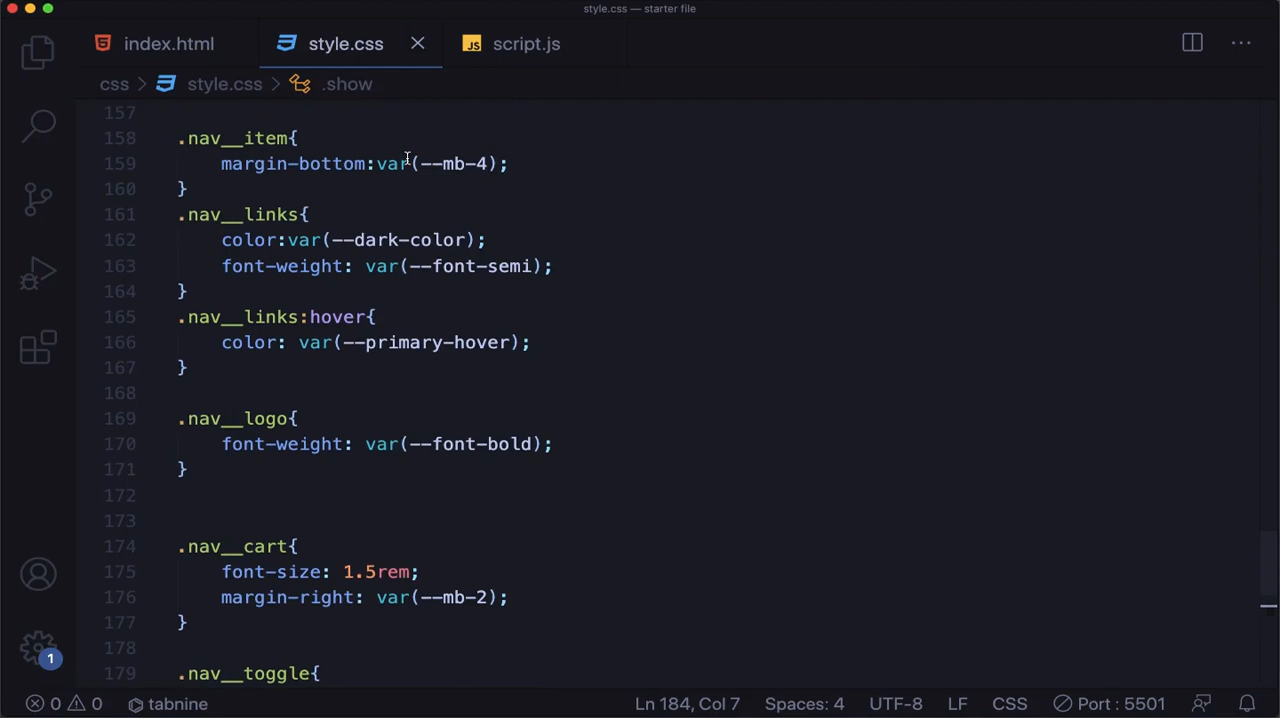 style.css — starter file
index.html
style.css
script.js
css > style.css > .show
157
158 .nav__item{
159 margin-bottom:var(--mb-4);
160 }
161 .nav__links{
162 color:var(--dark-color);
163 font-weight: var(--font-semi);
164 }
165 .nav__links:hover{
166 color: var(--primary-hover);
167 }
168
169 .nav__logo{
170 font-weight: var(--font-bold);
171 }
172
173
174 .nav__cart{
175 font-size: 1.5rem;
176 margin-right: var(--mb-2);
177 }
178
179 .nav__toggle{
1
0 0 tabnine Ln 184, Col 7 Spaces: 4 UTF-8 LF CSS Port : 5501